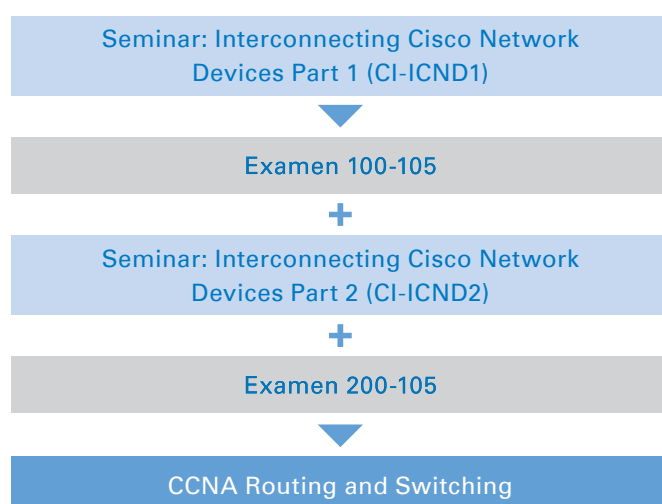 Seminar: Interconnecting Cisco Network
Devices Part 1 (CI-ICND1)
Examen 100-105
+
Seminar: Interconnecting Cisco Network
Devices Part 2 (CI-ICND2)
+
Examen 200-105
CCNA Routing and Switching